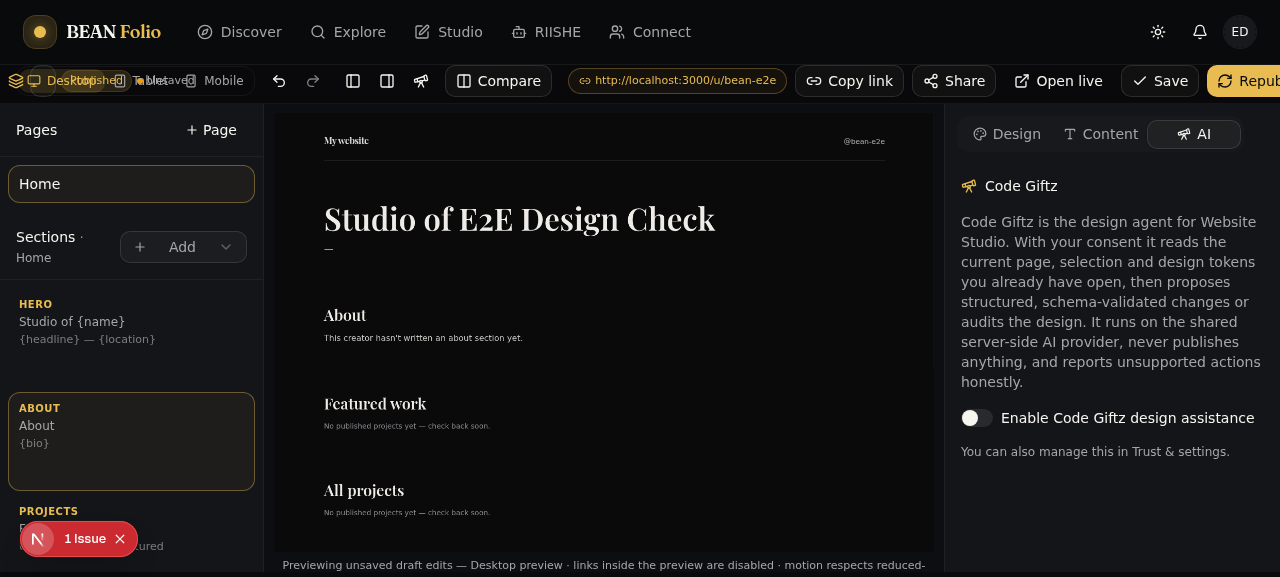 BEAN Folio
Discover
Explore
Studio
RIISHE
Connect
ED
Desktop
Published
Tablet
Unsaved
Mobile
Compare
http://localhost:3000/u/bean-e2e
Copy link
Share
Open live
Save
Pages
Page
Home
Sections ·
Home
Add
HERO
Studio of {name}
{headline} — {location}
ABOUT
About
{bio}
PROJECTS
1 Issue
My website
@bean-e2e
Studio of E2E Design Check
—
About
This creator hasn't written an about section yet.
Featured work
No published projects yet — check back soon.
All projects
No published projects yet — check back soon.
Previewing unsaved draft edits — Desktop preview · links inside the preview are disabled · motion respects reduced-
Design
Content
AI
Code Giftz
Code Giftz is the design agent for Website
Studio. With your consent it reads the
current page, selection and design tokens
you already have open, then proposes
structured, schema-validated changes or
audits the design. It runs on the shared
server-side AI provider, never publishes
anything, and reports unsupported actions
honestly.
Enable Code Giftz design assistance
You can also manage this in Trust & settings.